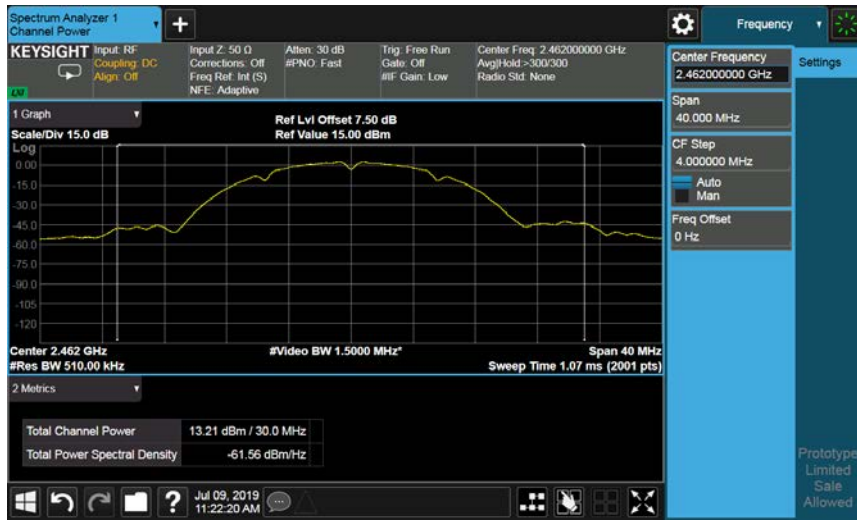 Spectrum Analyzer 1
Channel Power
+
Frequency
KEYSIGHT
Input: RF
Coupling: DC
Align: Off
Input Z: 50 Ω
Corrections: Off
Freq Ref: Int (S)
NFE: Adaptive
Atten: 30 dB
#PNO: Fast
Trig: Free Run
Gate: Off
#IF Gain: Low
Center Freq: 2.462000000 GHz
Avg|Hold:>300/300
Radio Std: None
LXI
Center Frequency
2.462000000 GHz
Settings
Span
40.000 MHz
CF Step
4.000000 MHz
Auto
Man
Freq Offset
0 Hz
1 Graph
Scale/Div 15.0 dB
Ref Lvl Offset 7.50 dB
Ref Value 15.00 dBm
Log
0.00
-15.0
-30.0
-45.0
-60.0
-75.0
-90.0
-105
-120
Center 2.462 GHz
#Video BW 1.5000 MHz*
Span 40 MHz
#Res BW 510.00 kHz
Sweep Time 1.07 ms (2001 pts)
2 Metrics
Total Channel Power 13.21 dBm / 30.0 MHz
Total Power Spectral Density -61.56 dBm/Hz
Prototype
Limited
Sale
Allowed
?
Jul 09, 2019
11:22:20 AM